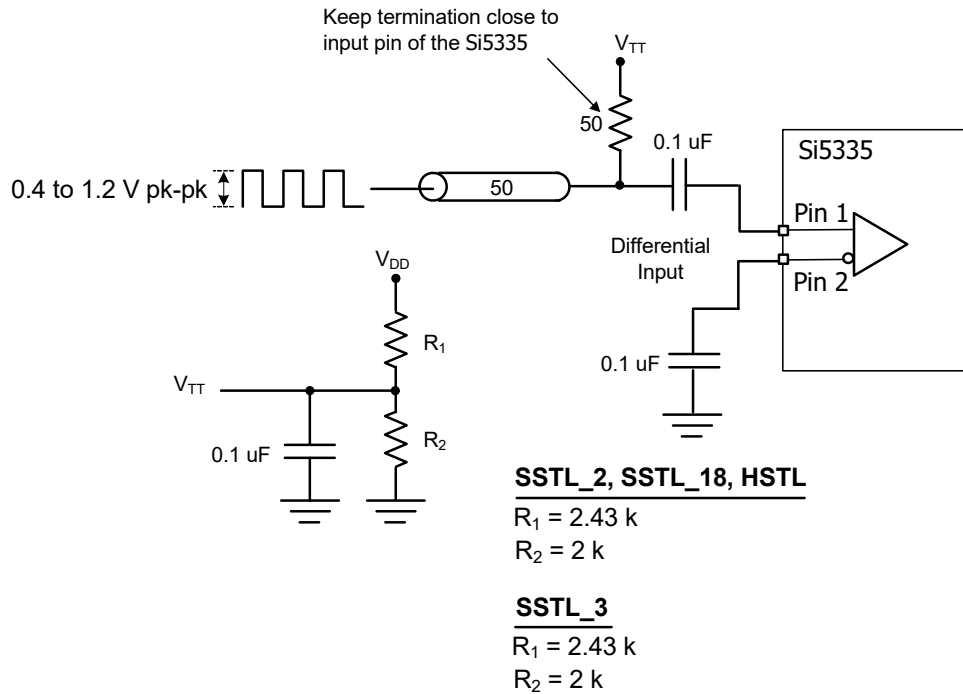 Keep termination close to
input pin of the Si5335
VTT
50
0.1 uF
Si5335
0.4 to 1.2 V pk-pk
50
Pin 1
Differential
Input
Pin 2
VDD
R1
0.1 uF
VTT
R2
0.1 uF
SSTL_2, SSTL_18, HSTL
R1 = 2.43 k
R2 = 2 k
SSTL_3
R1 = 2.43 k
R2 = 2 k